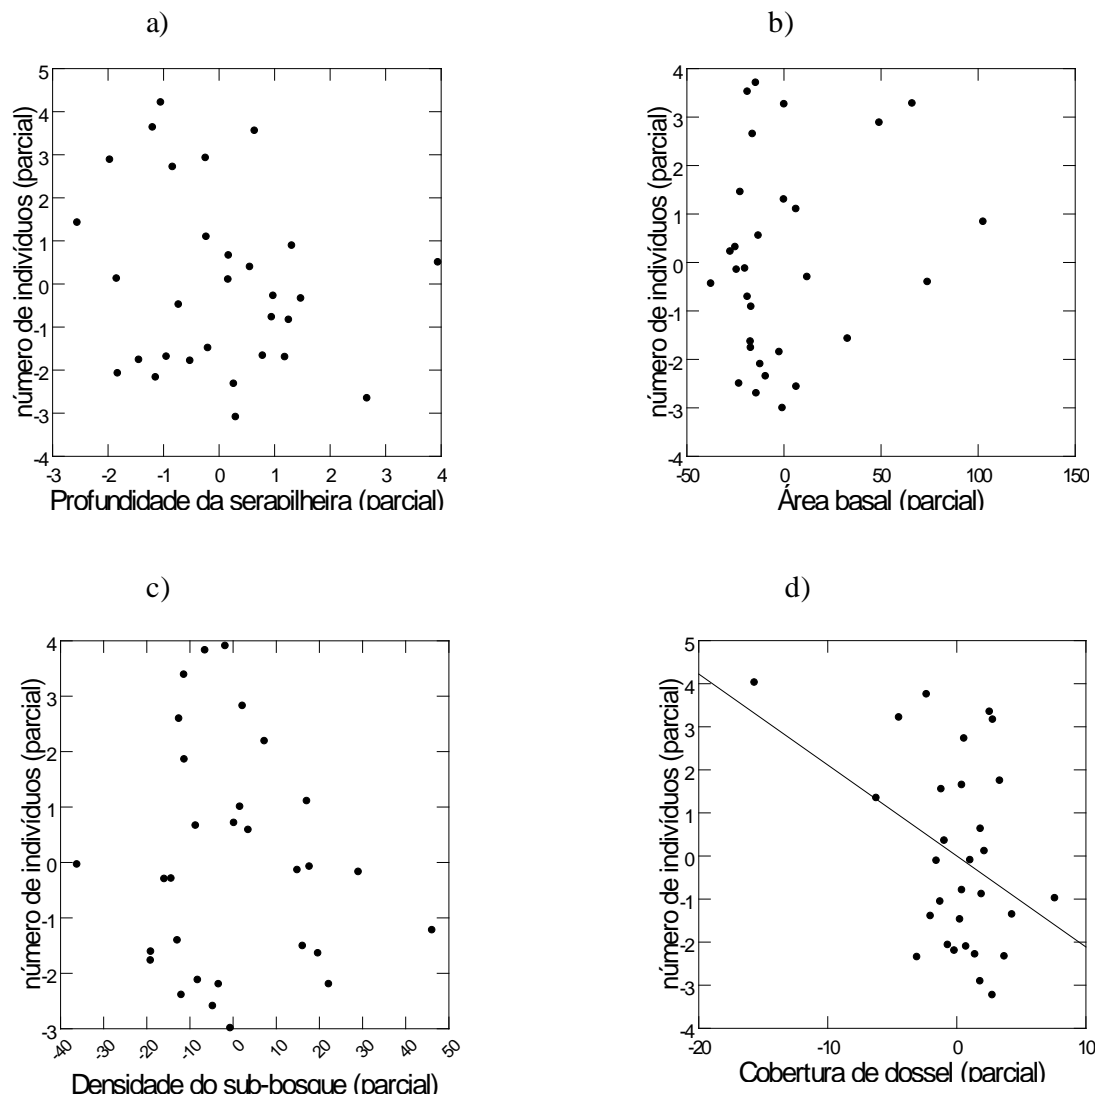 a)
b)
5
4
3
2
1
0
-1
-2
-3
-4
número de indivíduos (parcial)
-3 -2 -1 0 1 2 3 4
Profundidade da serapilheira (parcial)
4
3
2
1
0
-1
-2
-3
-4
número de indivíduos (parcial)
-50 0 50 100 150
Área basal (parcial)
c)
d)
4
3
2
1
0
-1
-2
-3
número de indivíduos (parcial)
-40 -30 -20 -10 0 10 20 30 40 50
Densidade do sub-bosque (parcial)
5
4
3
2
1
0
-1
-2
-3
-4
número de indivíduos (parcial)
-20 -10 0 10
Cobertura de dossel (parcial)